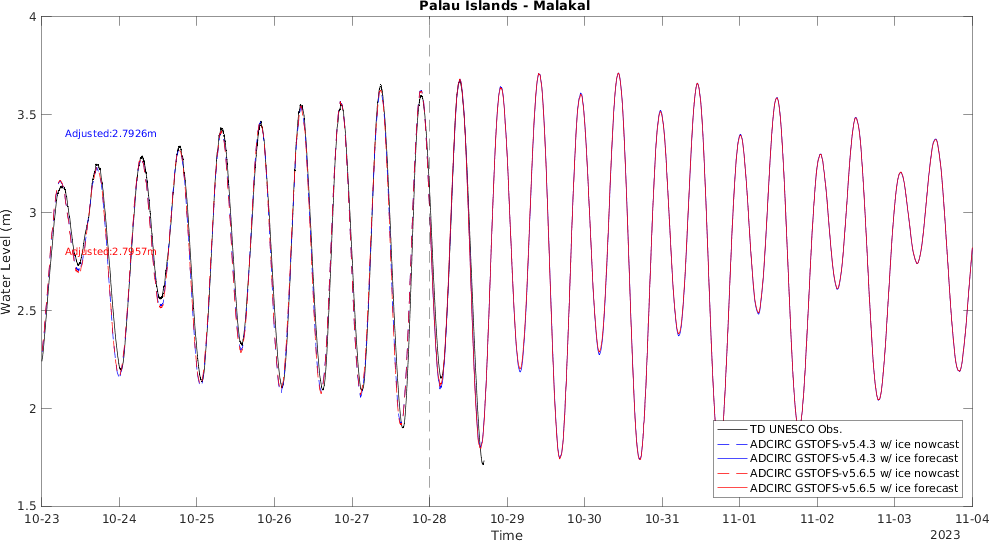 Palau Islands - Malakal
4
3.5
3
2.5
2
1.5
Water Level (m)
Adjusted:2.7926m
Adjusted:2.7957m
TD UNESCO Obs.
ADCIRC GSTOFS-v5.4.3 w/ ice nowcast
ADCIRC GSTOFS-v5.4.3 w/ ice forecast
ADCIRC GSTOFS-v5.6.5 w/ ice nowcast
ADCIRC GSTOFS-v5.6.5 w/ ice forecast
10-23 10-24 10-25 10-26 10-27 10-28 10-29 10-30 10-31 11-01 11-02 11-03 11-04
Time
2023